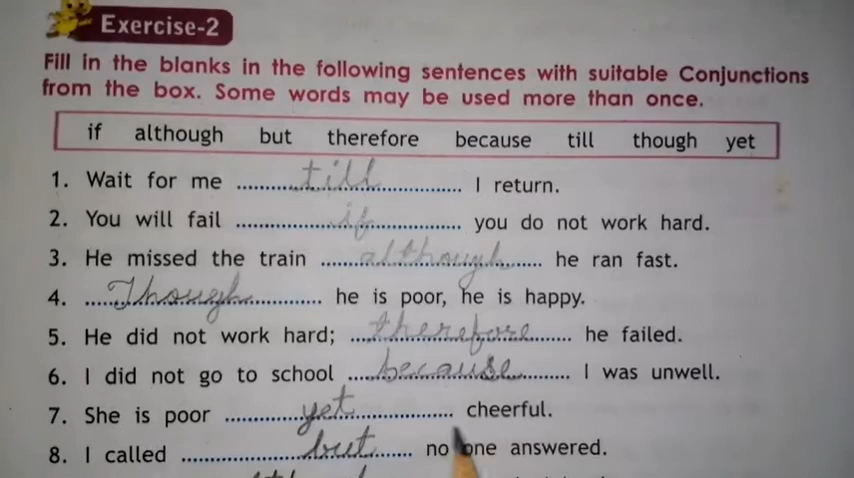 Exercise-2
Fill in the blanks in the following sentences with suitable Conjunctions
from the box. Some words may be used more than once.
if although but therefore because till though yet
1. Wait for me ......till...... I return.
2. You will fail ......if...... you do not work hard.
3. He missed the train ......although...... he ran fast.
4. ......Though...... he is poor, he is happy.
5. He did not work hard; ......therefore...... he failed.
6. I did not go to school ......because...... I was unwell.
7. She is poor ......yet...... cheerful.
8. I called ......but...... no one answered.